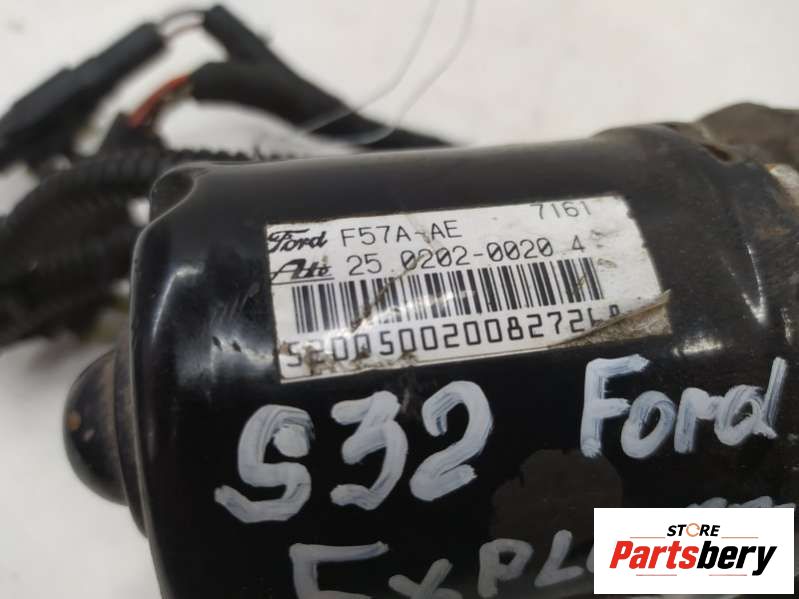 Ford F57A-AE 7161
Ate 25.0202-0020.4
S32 Ford
STORE
Partsbery